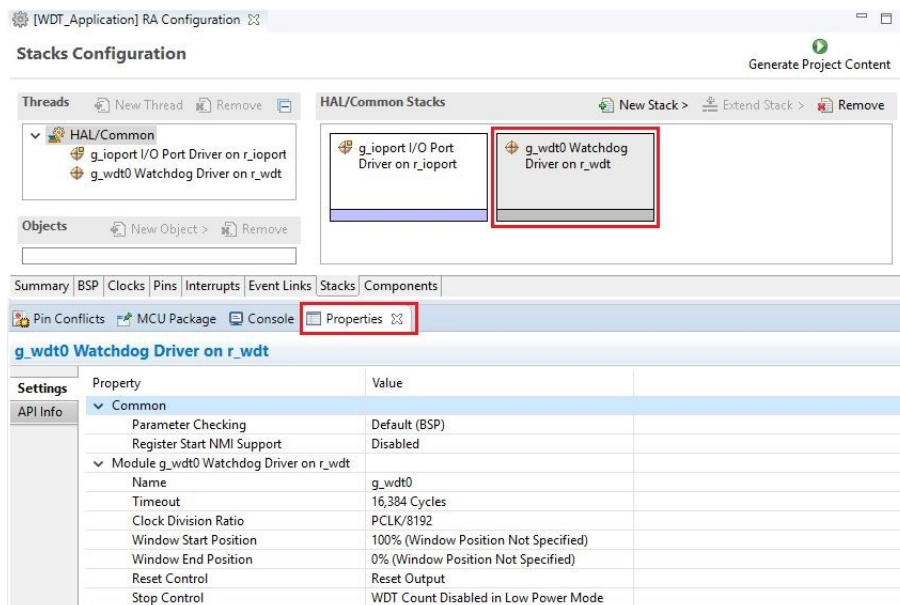 [WDT_Application] RA Configuration
Stacks Configuration
Generate Project Content
Threads
New Thread
Remove
HAL/Common Stacks
New Stack >
Extend Stack >
Remove
HAL/Common
g_ioport I/O Port Driver on r_ioport
g_wdt0 Watchdog Driver on r_wdt
g_ioport I/O Port
Driver on r_ioport
g_wdt0 Watchdog
Driver on r_wdt
Objects
New Object >
Remove
Summary BSP Clocks Pins Interrupts Event Links Stacks Components
Pin Conflicts MCU Package Console Properties
g_wdt0 Watchdog Driver on r_wdt
Settings
API Info
Property Value
Common
Parameter Checking Default (BSP)
Register Start NMI Support Disabled
Module g_wdt0 Watchdog Driver on r_wdt
Name g_wdt0
Timeout 16,384 Cycles
Clock Division Ratio PCLK/8192
Window Start Position 100% (Window Position Not Specified)
Window End Position 0% (Window Position Not Specified)
Reset Control Reset Output
Stop Control WDT Count Disabled in Low Power Mode